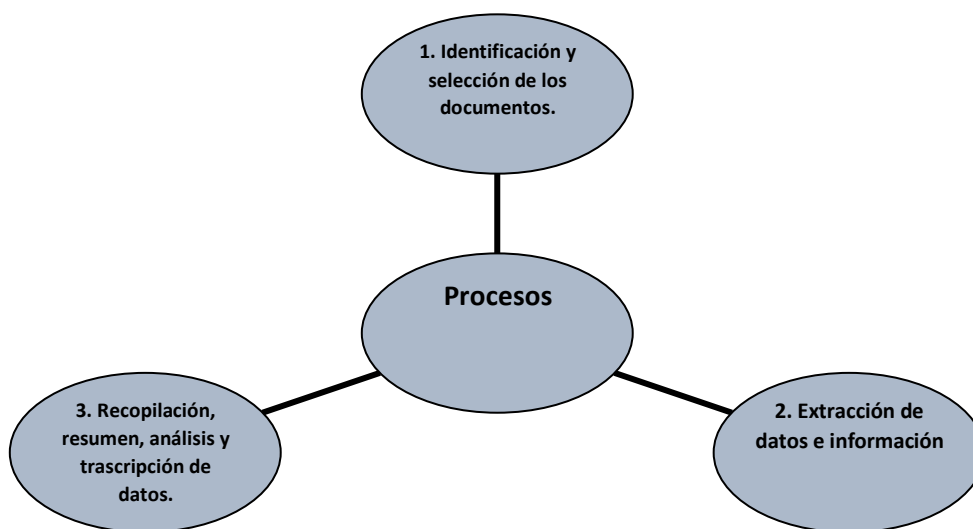 1. Identificación y
selección de los
documentos.
Procesos
3. Recopilación,
resumen, análisis y
trascripción de
datos.
2. Extracción de
datos e información